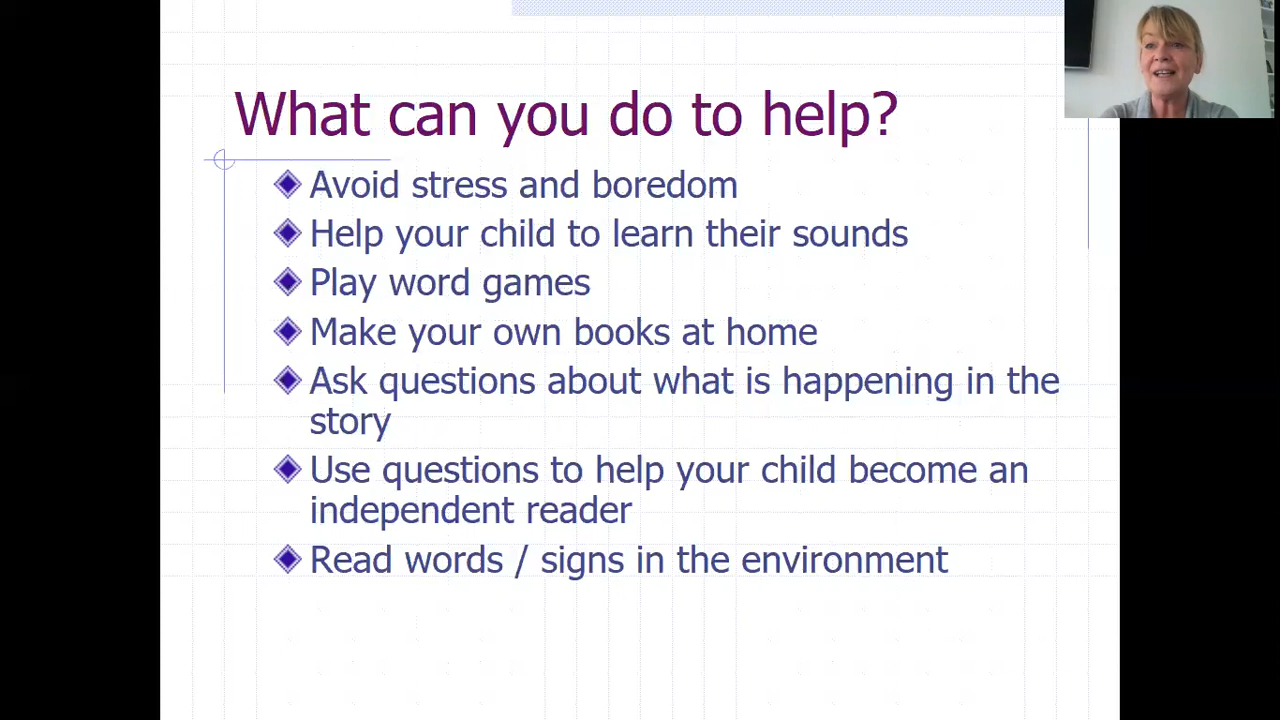 What can you do to help?
Avoid stress and boredom
Help your child to learn their sounds
Play word games
Make your own books at home
Ask questions about what is happening in the
story
Use questions to help your child become an
independent reader
Read words / signs in the environment